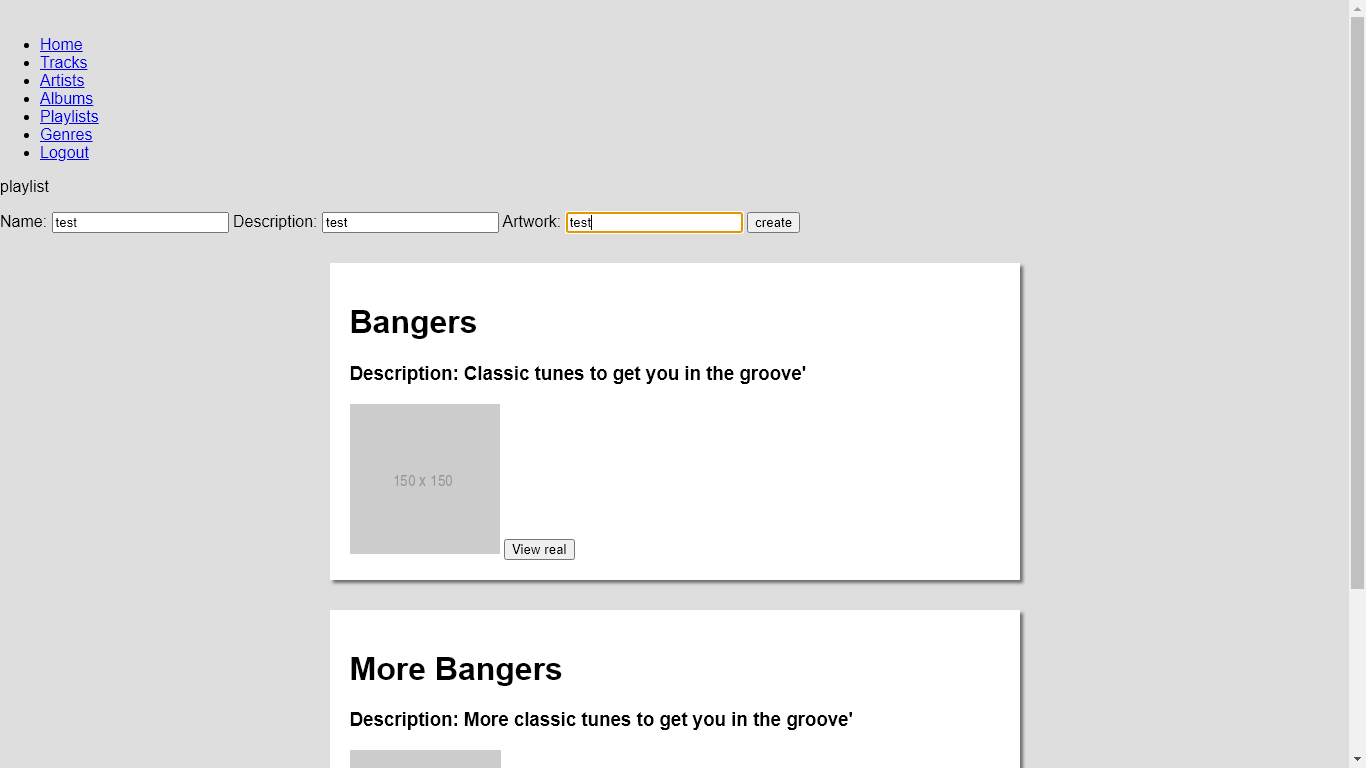 Home
Tracks
Artists
Albums
Playlists
Genres
Logout
playlist
Name: test Description: test Artwork: test create
Bangers
Description: Classic tunes to get you in the groove'
150 x 150
View real
More Bangers
Description: More classic tunes to get you in the groove'